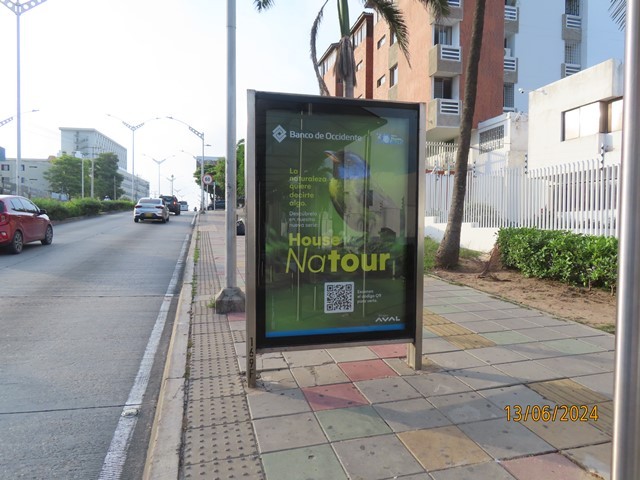 Banco de Occidente
La
naturaleza
quiere
decirte
algo.
House
Natour
AVAL
13/06/2024